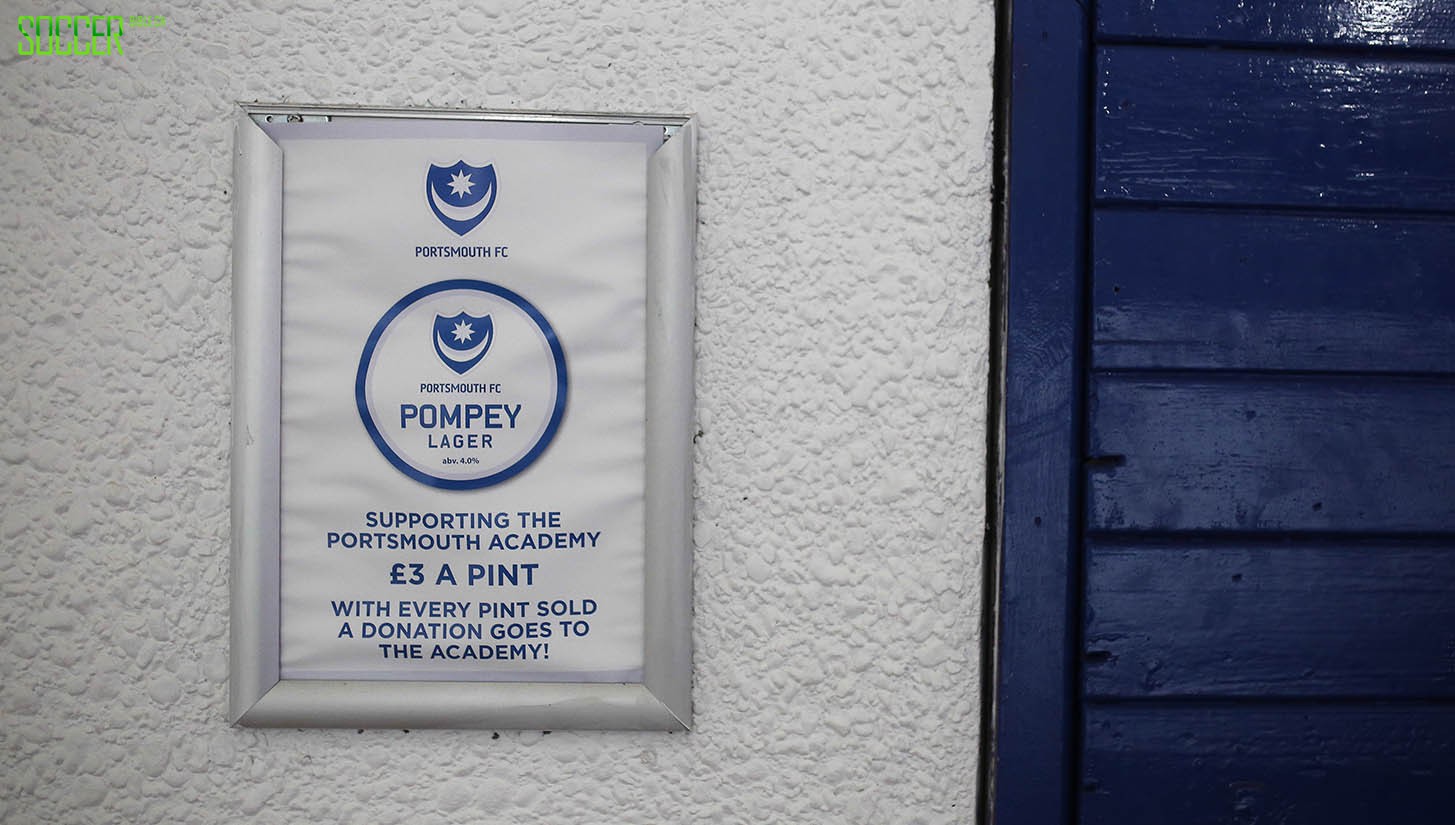 SOCCER
PORTSMOUTH FC
PORTSMOUTH FC
POMPEY
LAGER
abv. 4.0%
SUPPORTING THE
PORTSMOUTH ACADEMY
£3 A PINT
WITH EVERY PINT SOLD
A DONATION GOES TO
THE ACADEMY!